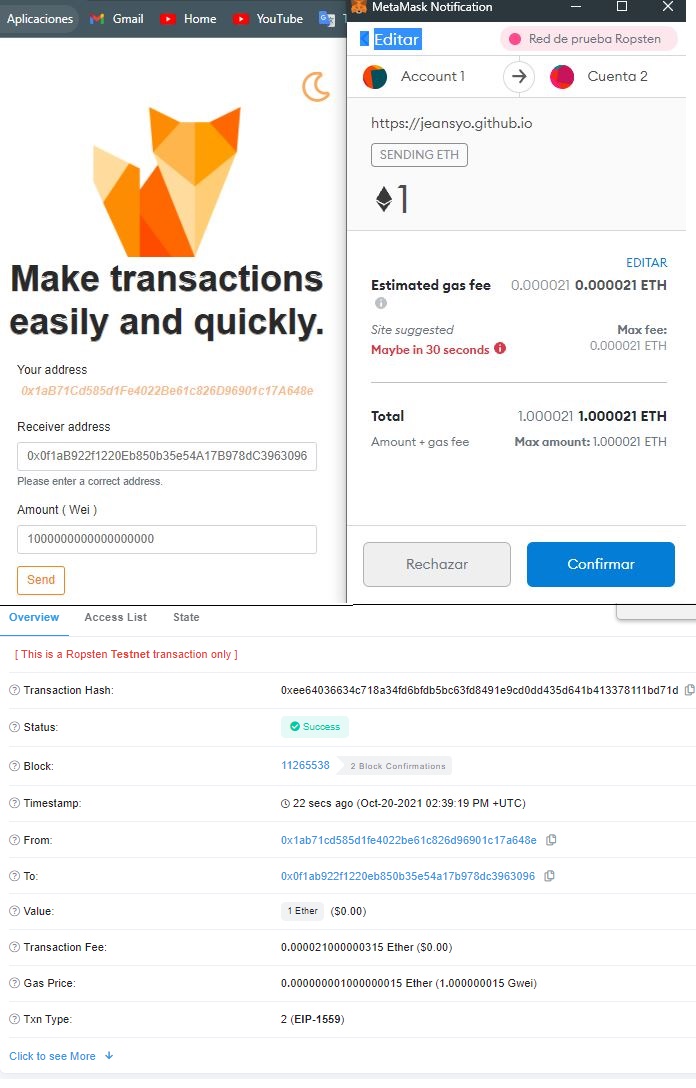 Aplicaciones
Gmail
Home
YouTube
MetaMask Notification
Editar
Red de prueba Ropsten
Account 1
Cuenta 2
https://jeansyo.github.io
SENDING ETH
1
EDITAR
Estimated gas fee 0.000021 0.000021 ETH
Site suggested Max fee:
Maybe in 30 seconds 0.000021 ETH
Total 1.000021 1.000021 ETH
Amount + gas fee Max amount: 1.000021 ETH
Rechazar
Confirmar
Make transactions
easily and quickly.
Your address
0x1aB71Cd585d1Fe4022Be61c826D96901c17A648e
Receiver address
0x0f1aB922f1220Eb850b35e54A17B978dC3963096
Please enter a correct address.
Amount ( Wei )
1000000000000000000
Send
Overview Access List State
[ This is a Ropsten Testnet transaction only ]
Transaction Hash: 0xee64036634c718a34fd6bfdb5bc63fd8491e9cd0dd435d641b413378111bd71d
Status: Success
Block: 11265538 2 Block Confirmations
Timestamp: 22 secs ago (Oct-20-2021 02:39:19 PM +UTC)
From: 0x1ab71cd585d1fe4022be61c826d96901c17a648e
To: 0x0f1ab922f1220eb850b35e54a17b978dc3963096
Value: 1 Ether ($0.00)
Transaction Fee: 0.000021000000315 Ether ($0.00)
Gas Price: 0.000000001000000015 Ether (1.000000015 Gwei)
Txn Type: 2 (EIP-1559)
Click to see More